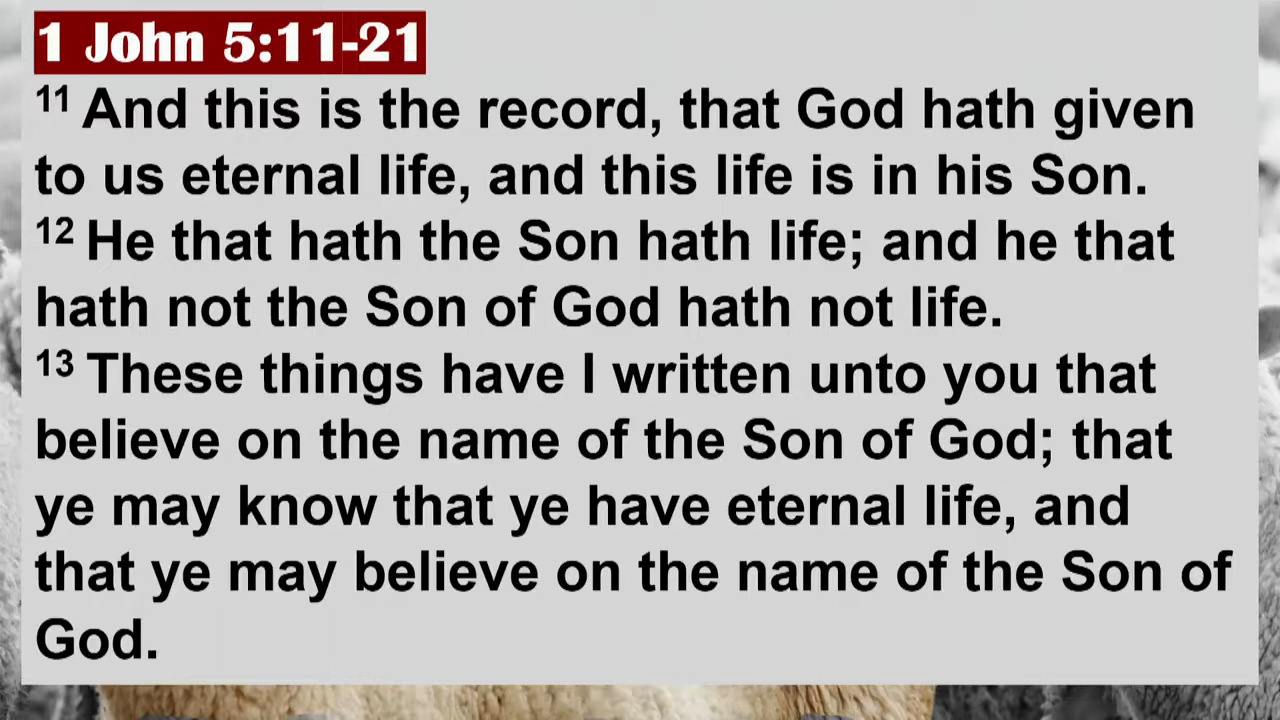 1 John 5:11-21
11 And this is the record, that God hath given
to us eternal life, and this life is in his Son.
12 He that hath the Son hath life; and he that
hath not the Son of God hath not life.
13 These things have I written unto you that
believe on the name of the Son of God; that
ye may know that ye have eternal life, and
that ye may believe on the name of the Son of
God.